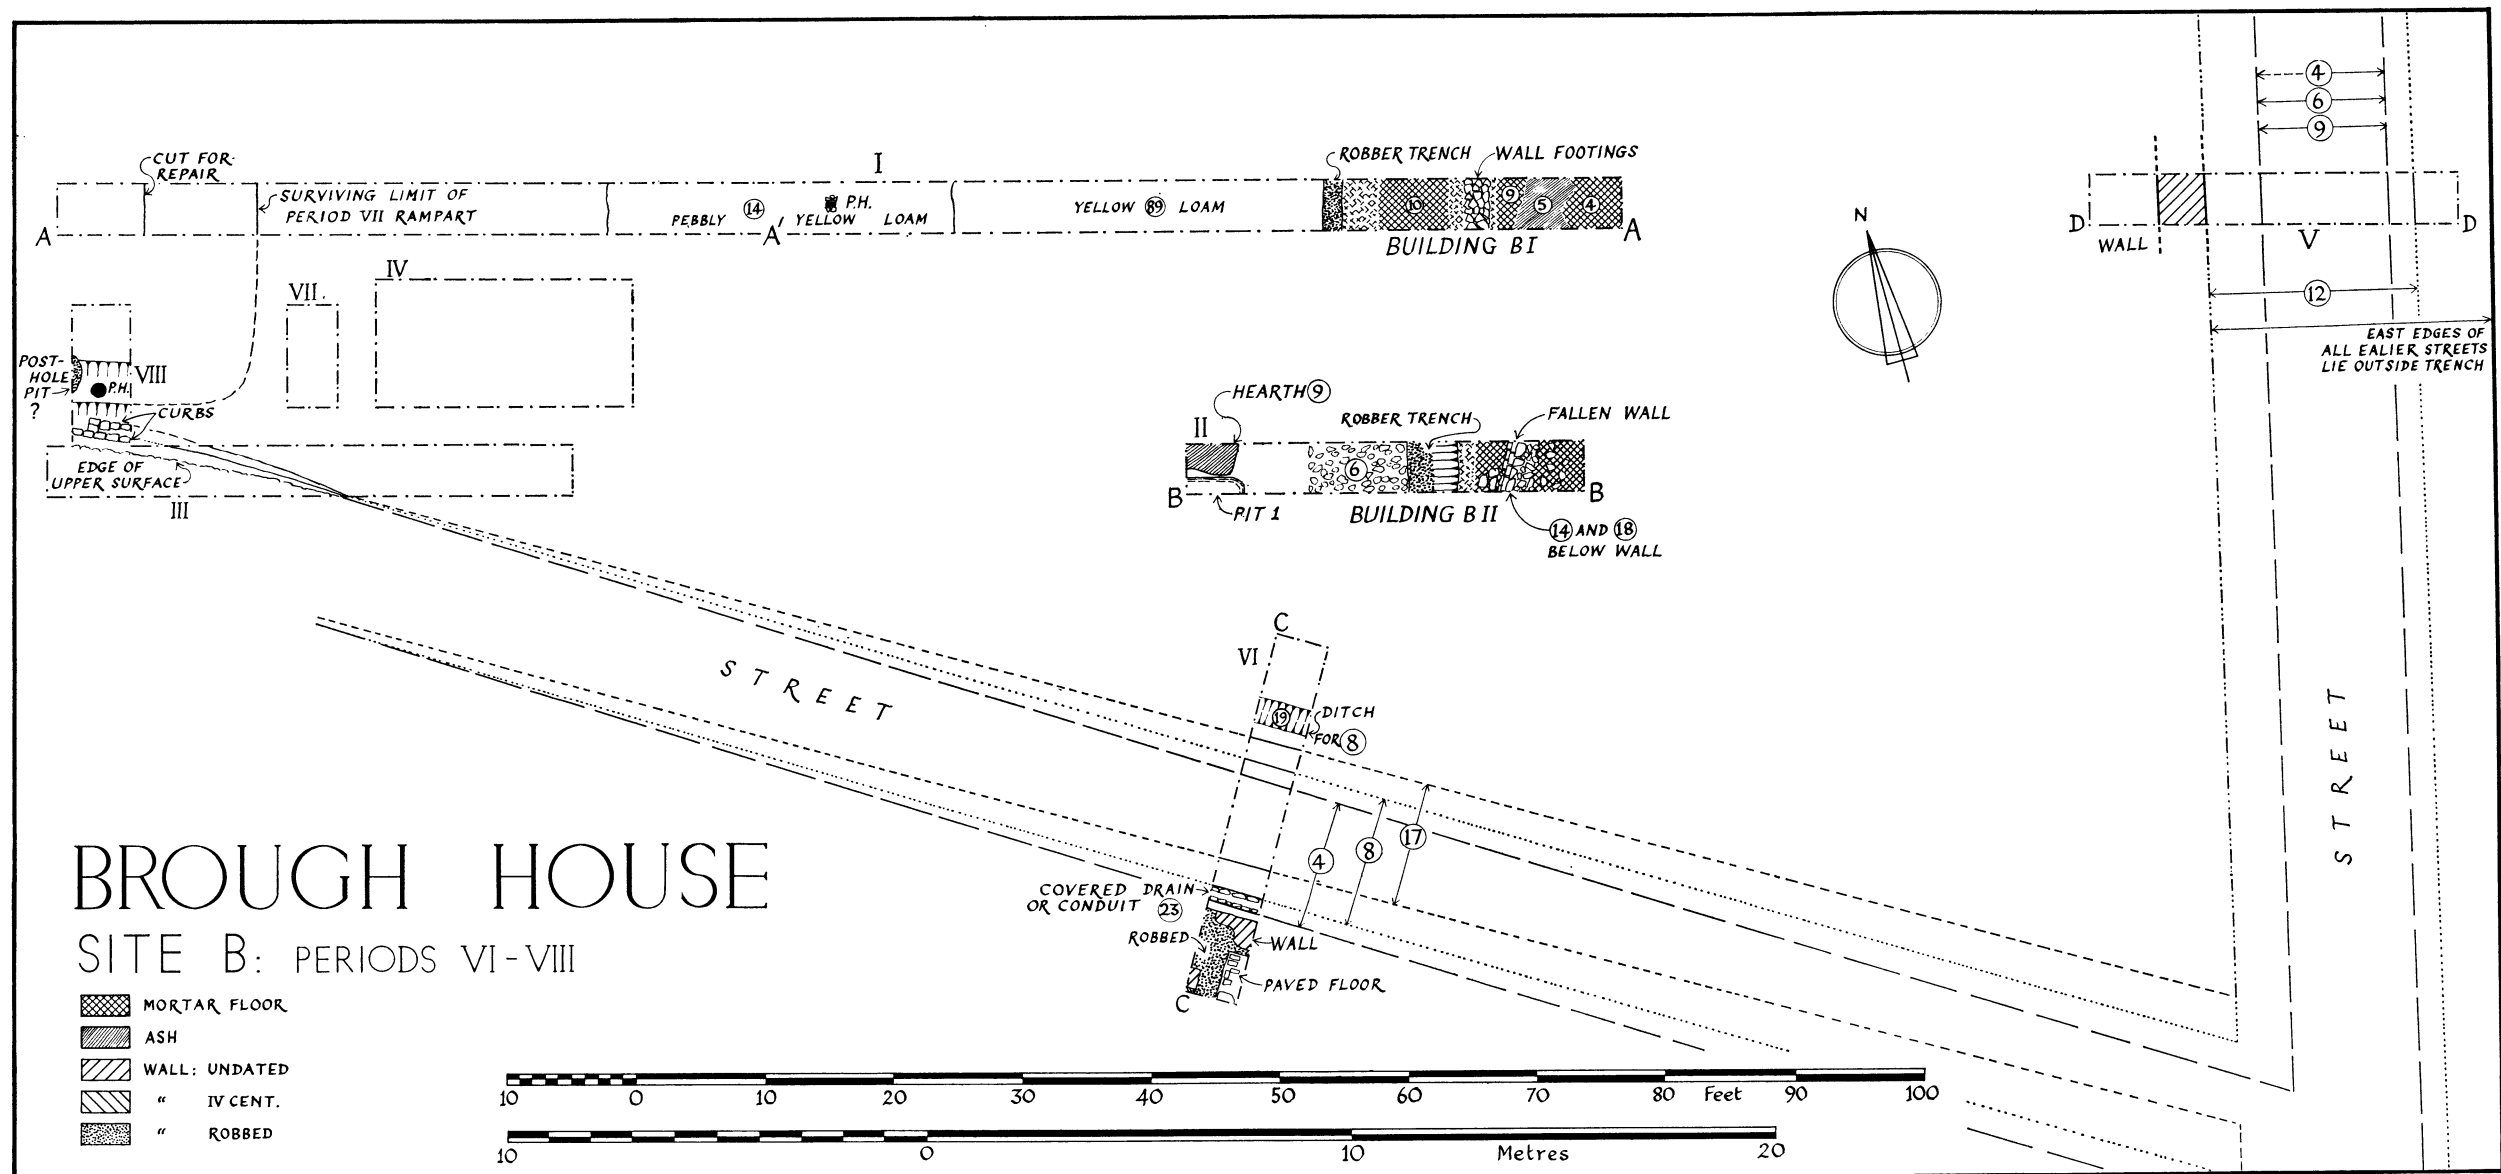 4
6
9
CUT FOR
REPAIR
I
ROBBER TRENCH
WALL FOOTINGS
SURVIVING LIMIT OF
PERIOD VII RAMPART
PEBBLY 14 YELLOW LOAM
P.H.
YELLOW 89 LOAM
10
9
5
4
A
A'
A
BUILDING BI
N
D
WALL
V
D
IV
VII.
12
EAST EDGES OF
ALL EALIER STREETS
LIE OUTSIDE TRENCH
POST-
HOLE
PIT
?
VIII
P.H.
CURBS
HEARTH 9
ROBBER TRENCH
FALLEN WALL
II
6
EDGE OF
UPPER SURFACE
III
B
B
PIT 1
BUILDING B II
14 AND 18
BELOW WALL
C
VI
STREET
19
DITCH
FOR 8
STREET
4
8
17
COVERED DRAIN
OR CONDUIT 23
ROBBED
WALL
PAVED FLOOR
C
BROUGH HOUSE
SITE B: PERIODS VI-VIII
MORTAR FLOOR
ASH
WALL: UNDATED
" IV CENT.
" ROBBED
10 0 10 20 30 40 50 60 70 80 Feet 90 100
10 0 10 Metres 20